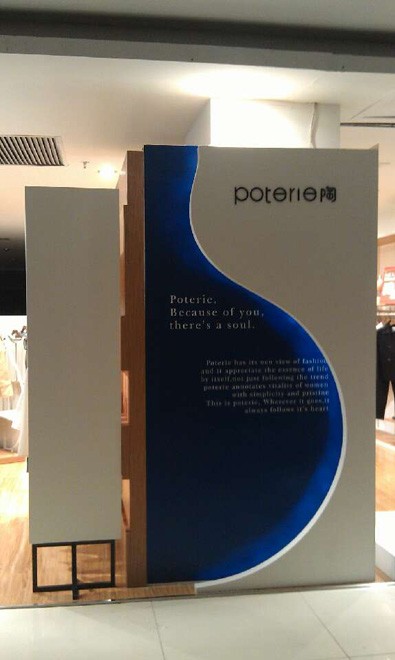 poterie陶
Poterie.
Because of you,
there's a soul.
Poterie has its own view of fashion
and it appreciate the essence of life
by itself,not just following the trend
poterie annotates vitality of women
with simplicity and pristine
This is poterie, Wherever it goes,it
always follows it's heart